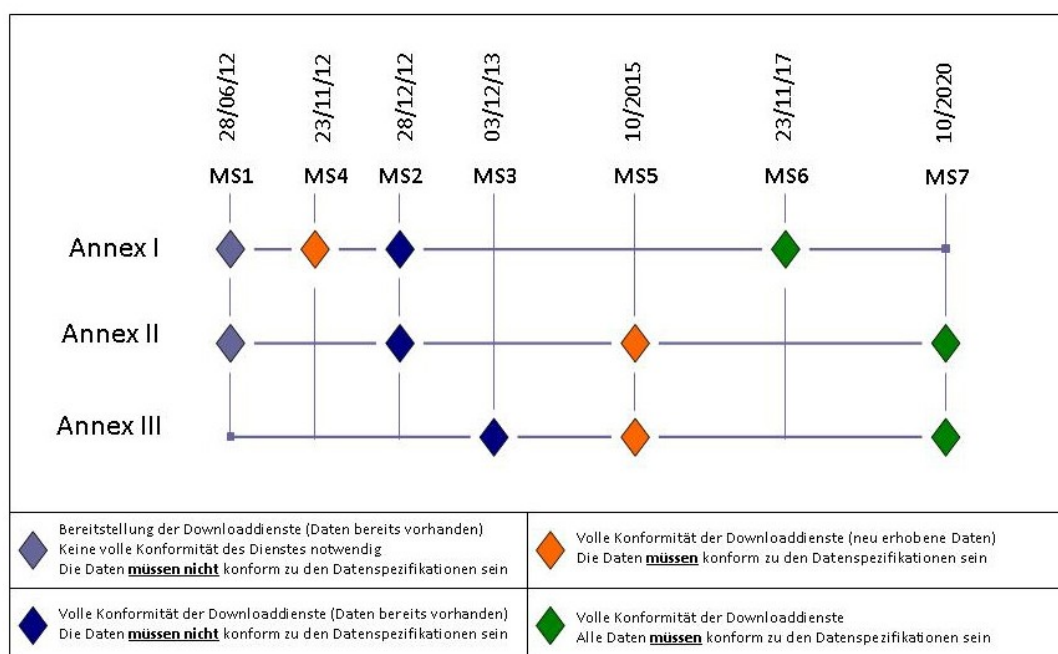 28/06/12
23/11/12
28/12/12
03/12/13
10/2015
23/11/17
10/2020
MS1
MS4
MS2
MS3
MS5
MS6
MS7
Annex I
Annex II
Annex III
Bereitstellung der Downloaddienste (Daten bereits vorhanden)
Keine volle Konformität des Dienstes notwendig
Die Daten müssen nicht konform zu den Datenspezifikationen sein
Volle Konformität der Downloaddienste (neu erhobene Daten)
Die Daten müssen konform zu den Datenspezifikationen sein
Volle Konformität der Downloaddienste (Daten bereits vorhanden)
Die Daten müssen nicht konform zu den Datenspezifikationen sein
Volle Konformität der Downloaddienste
Alle Daten müssen konform zu den Datenspezifikationen sein